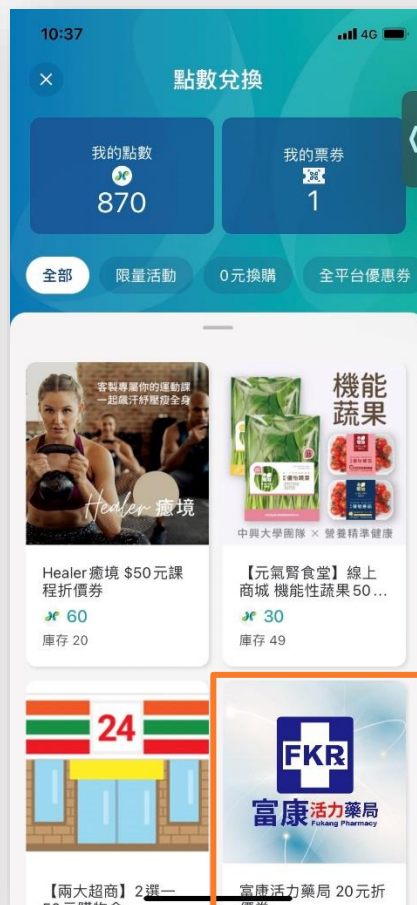 10:37
4G
點數兌換
我的點數
870
我的票券
1
全部
限量活動
0元換購
全平台優惠券
客製專屬你的運動課
一起飆汗紓壓瘦全身
Healer 癒境
機能
蔬果
中興大學團隊 × 營養精準健康
Healer 癒境 $50元課
程折價券
60
庫存 20
【元氣腎食堂】線上
商城 機能性蔬果50...
30
庫存 49
24
【兩大超商】2選一
FKR
富康活力藥局
Fukang Pharmacy
富康活力藥局 20元折